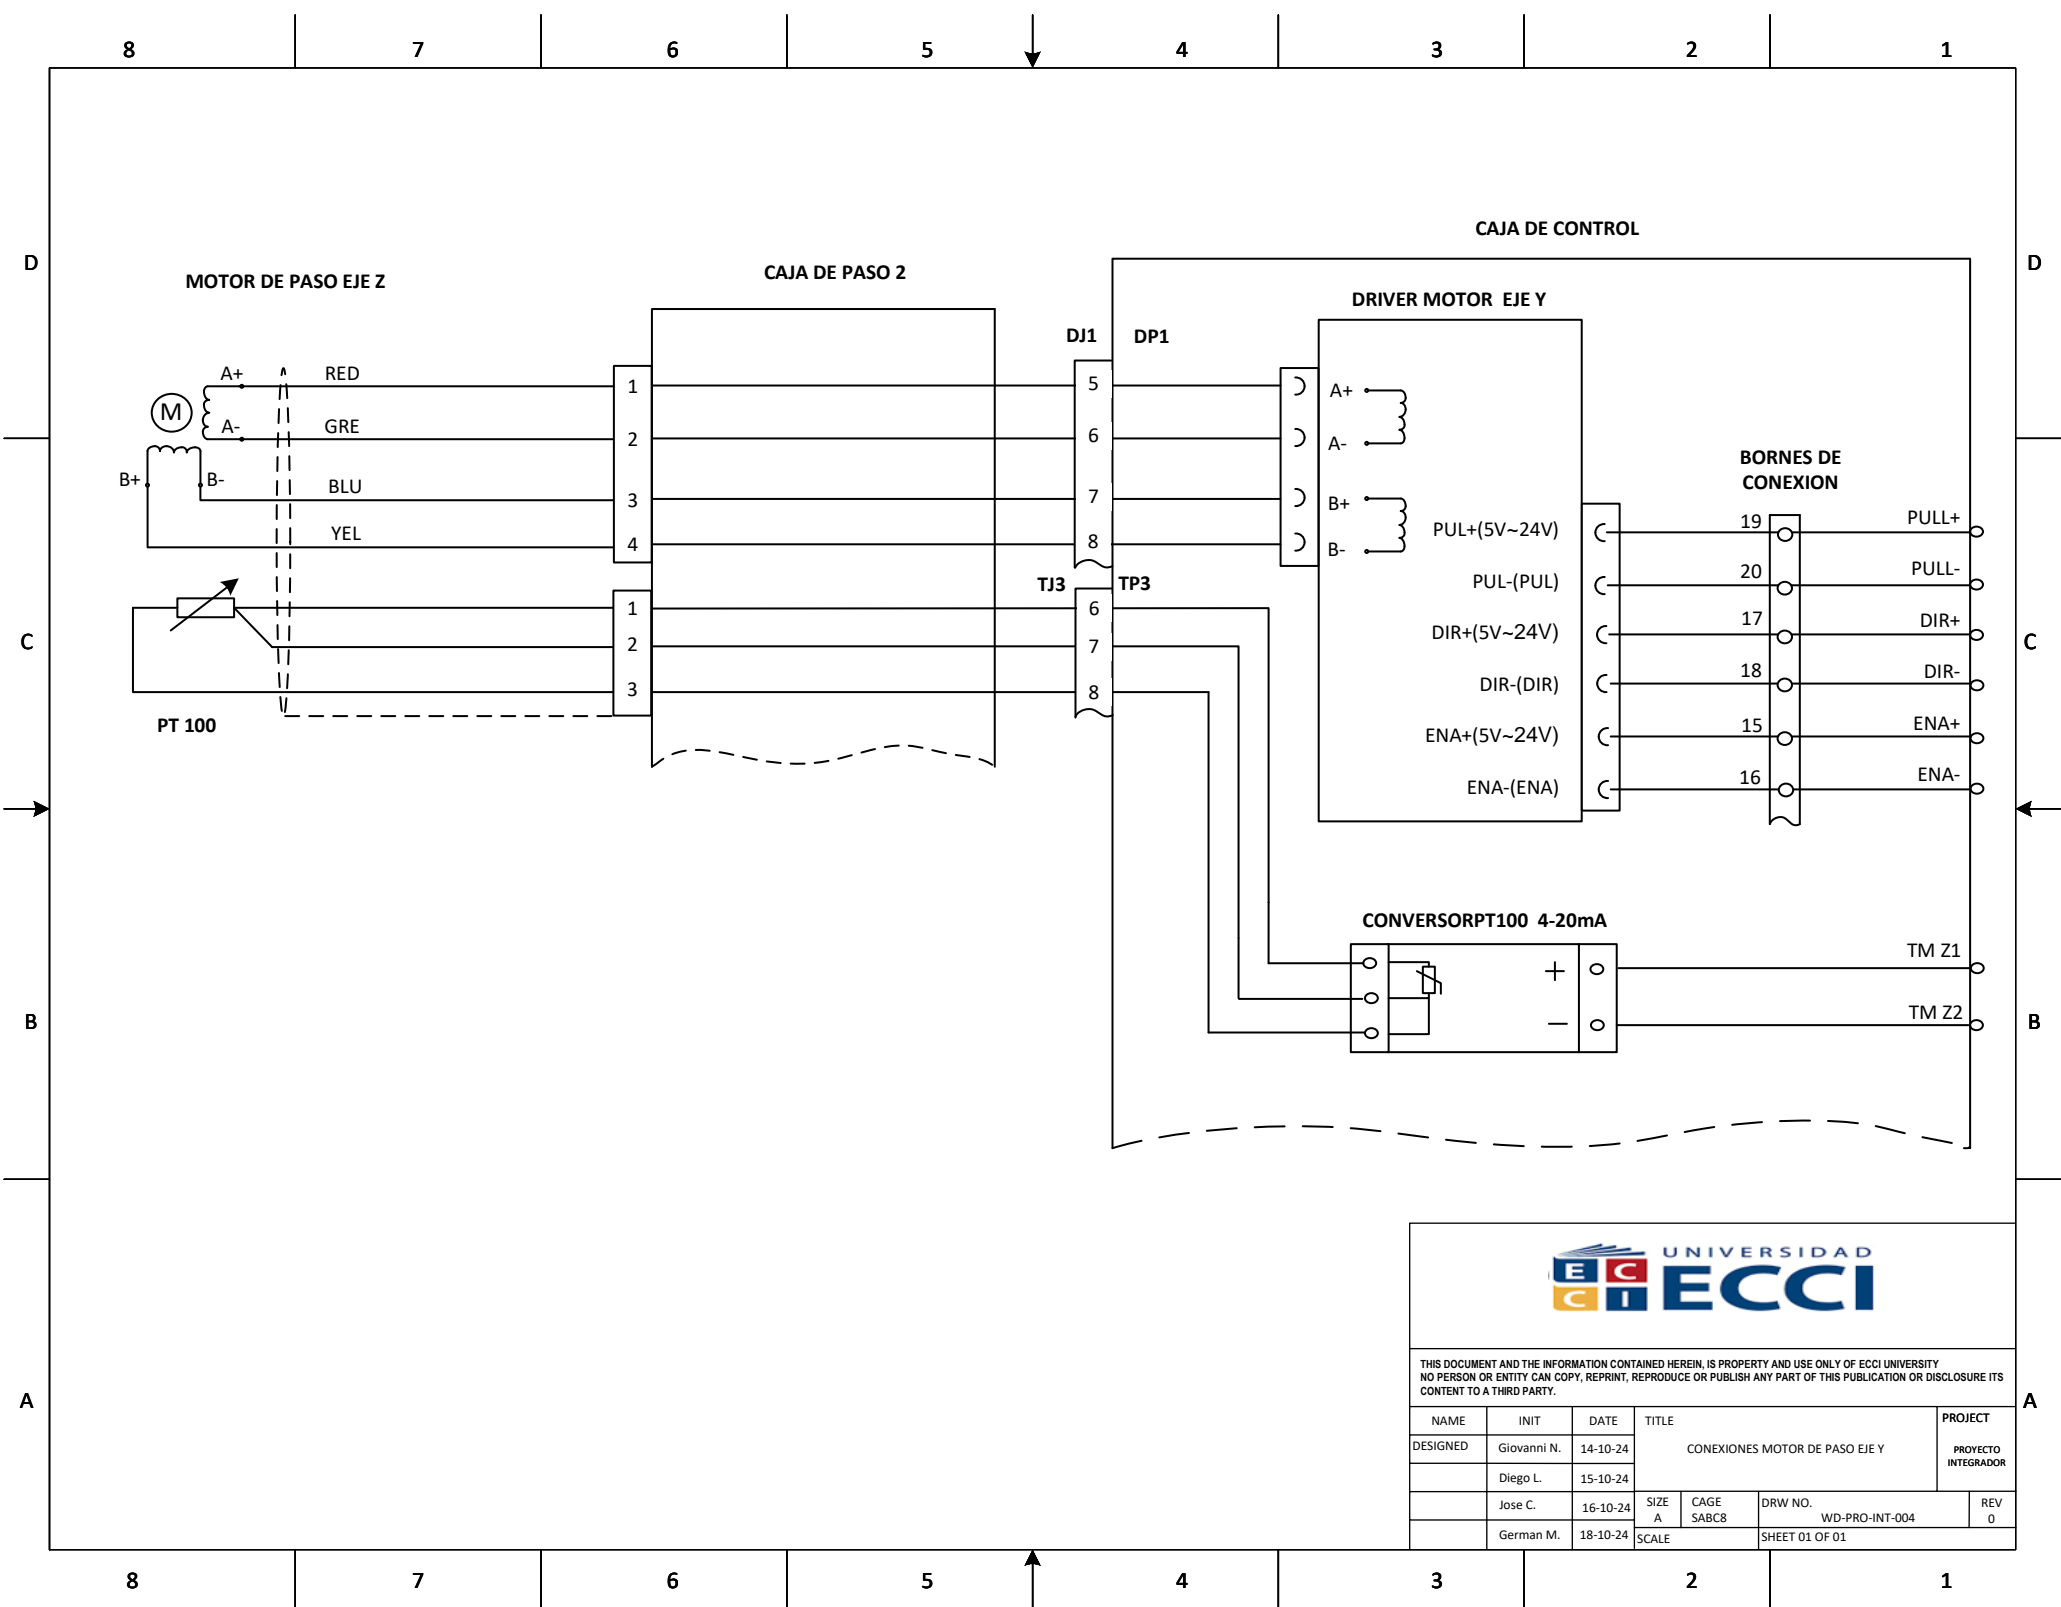 8 7 6 5 4 3 2 1
D D
C C
B B
A A
CAJA DE CONTROL
MOTOR DE PASO EJE Z
CAJA DE PASO 2
DRIVER MOTOR  EJE Y
DJ1 DP1
A+ RED 1 5 A+
M
A- GRE 2 6 A-
B+ B- BLU 3 7 B+
YEL 4 8 B-
BORNES DE
CONEXION
PUL+(5V~24V) 19 PULL+
PUL-(PUL) 20 PULL-
DIR+(5V~24V) 17 DIR+
DIR-(DIR) 18 DIR-
ENA+(5V~24V) 15 ENA+
ENA-(ENA) 16 ENA-
TJ3 TP3
1 6
2 7
3 8
PT 100
CONVERSORPT100  4-20mA
+ TM Z1
− TM Z2
UNIVERSIDAD
E C C I ECCI
THIS DOCUMENT AND THE INFORMATION CONTAINED HEREIN, IS PROPERTY AND USE ONLY OF ECCI UNIVERSITY
NO PERSON OR ENTITY CAN COPY, REPRINT, REPRODUCE OR PUBLISH ANY PART OF THIS PUBLICATION OR DISCLOSURE ITS
CONTENT TO A THIRD PARTY.
NAME INIT DATE TITLE PROJECT
DESIGNED Giovanni N. 14-10-24 CONEXIONES MOTOR DE PASO EJE Y PROYECTO
INTEGRADOR
Diego L. 15-10-24
Jose C. 16-10-24 SIZE CAGE DRW NO. REV
A SABC8 WD-PRO-INT-004 0
German M. 18-10-24 SCALE SHEET 01 OF 01
8 7 6 5 4 3 2 1